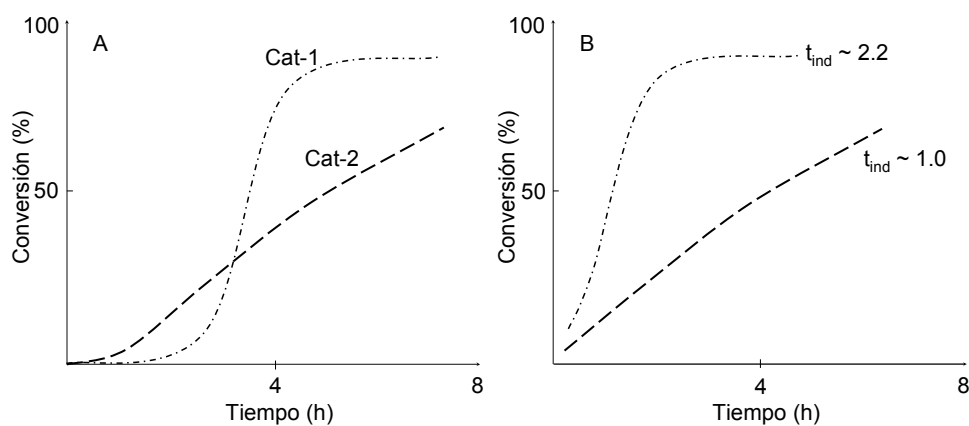 100
A
Cat-1
Cat-2
50
Conversión (%)
4
8
Tiempo (h)
100
B
t_ind ~ 2.2
t_ind ~ 1.0
50
Conversión (%)
4
8
Tiempo (h)